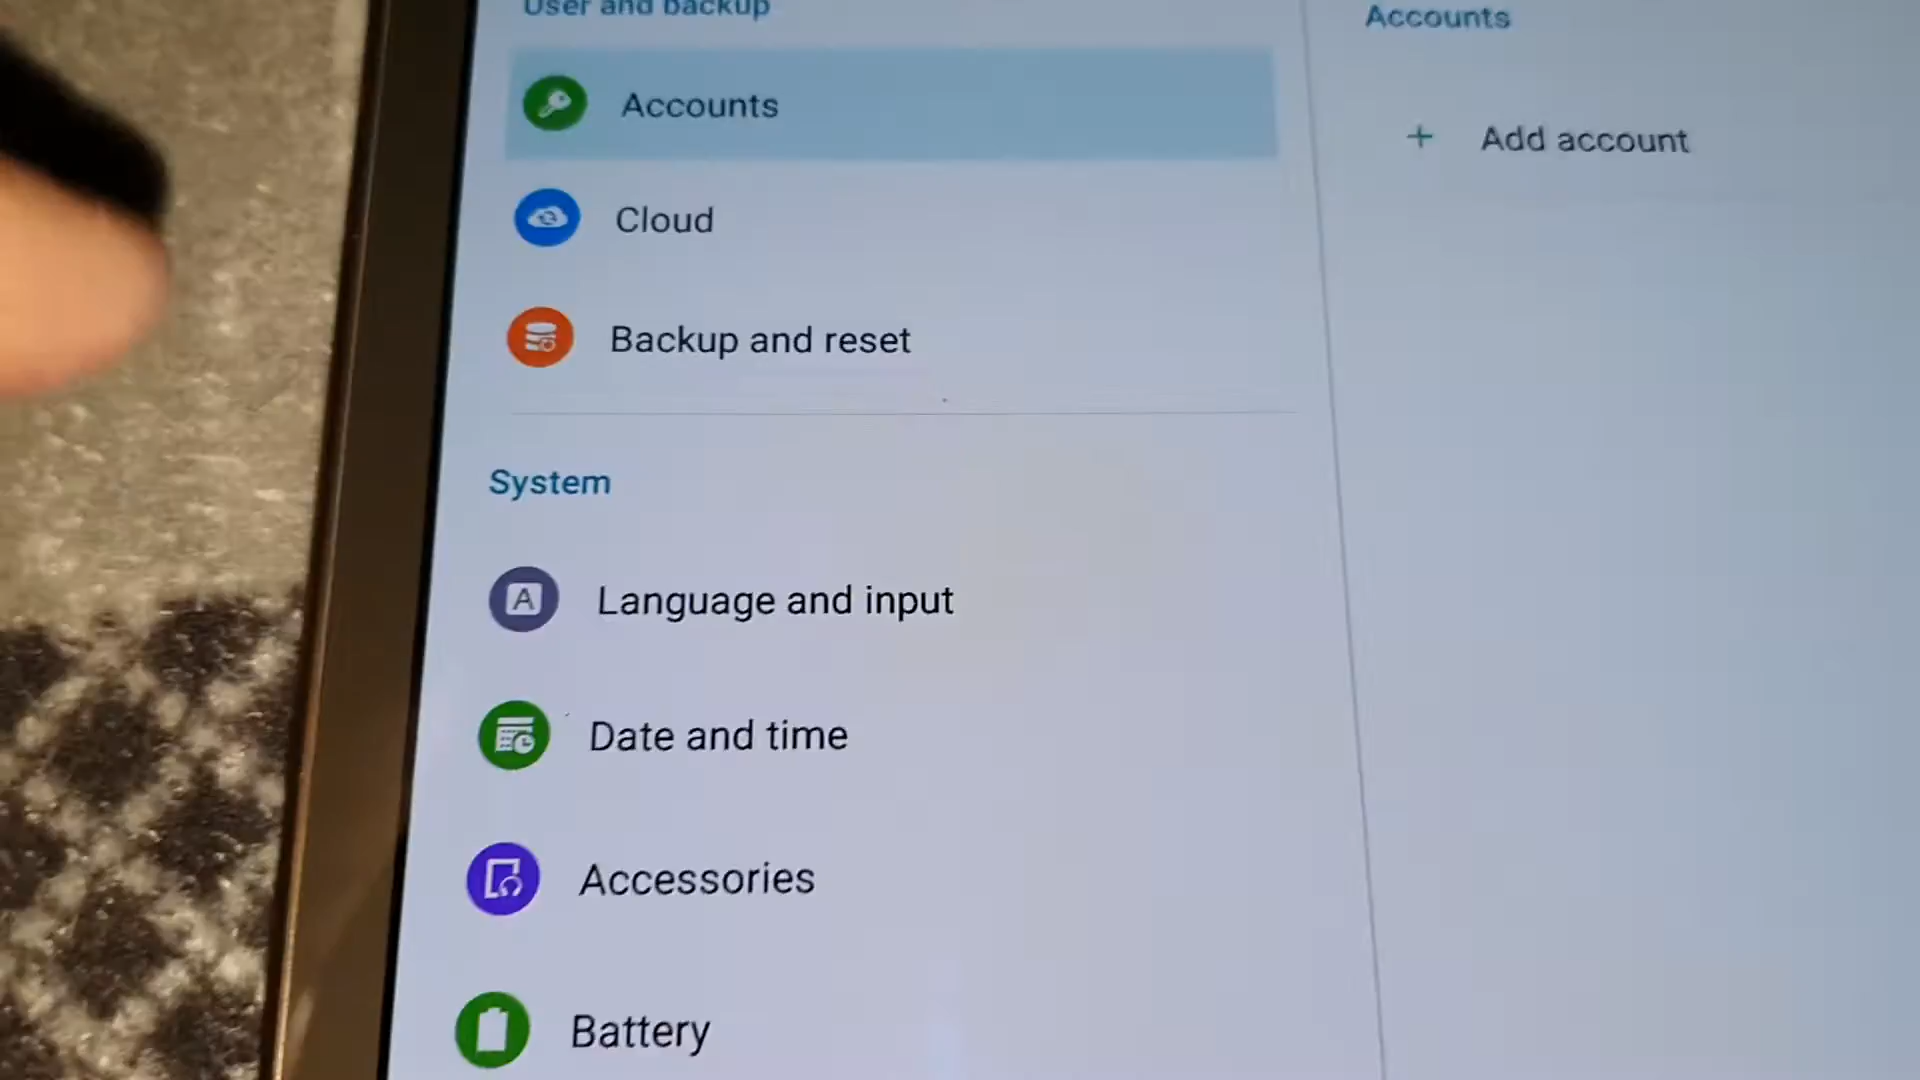 User and backup
Accounts
Cloud
Backup and reset
System
Language and input
Date and time
Accessories
Battery
Accounts
+ Add account